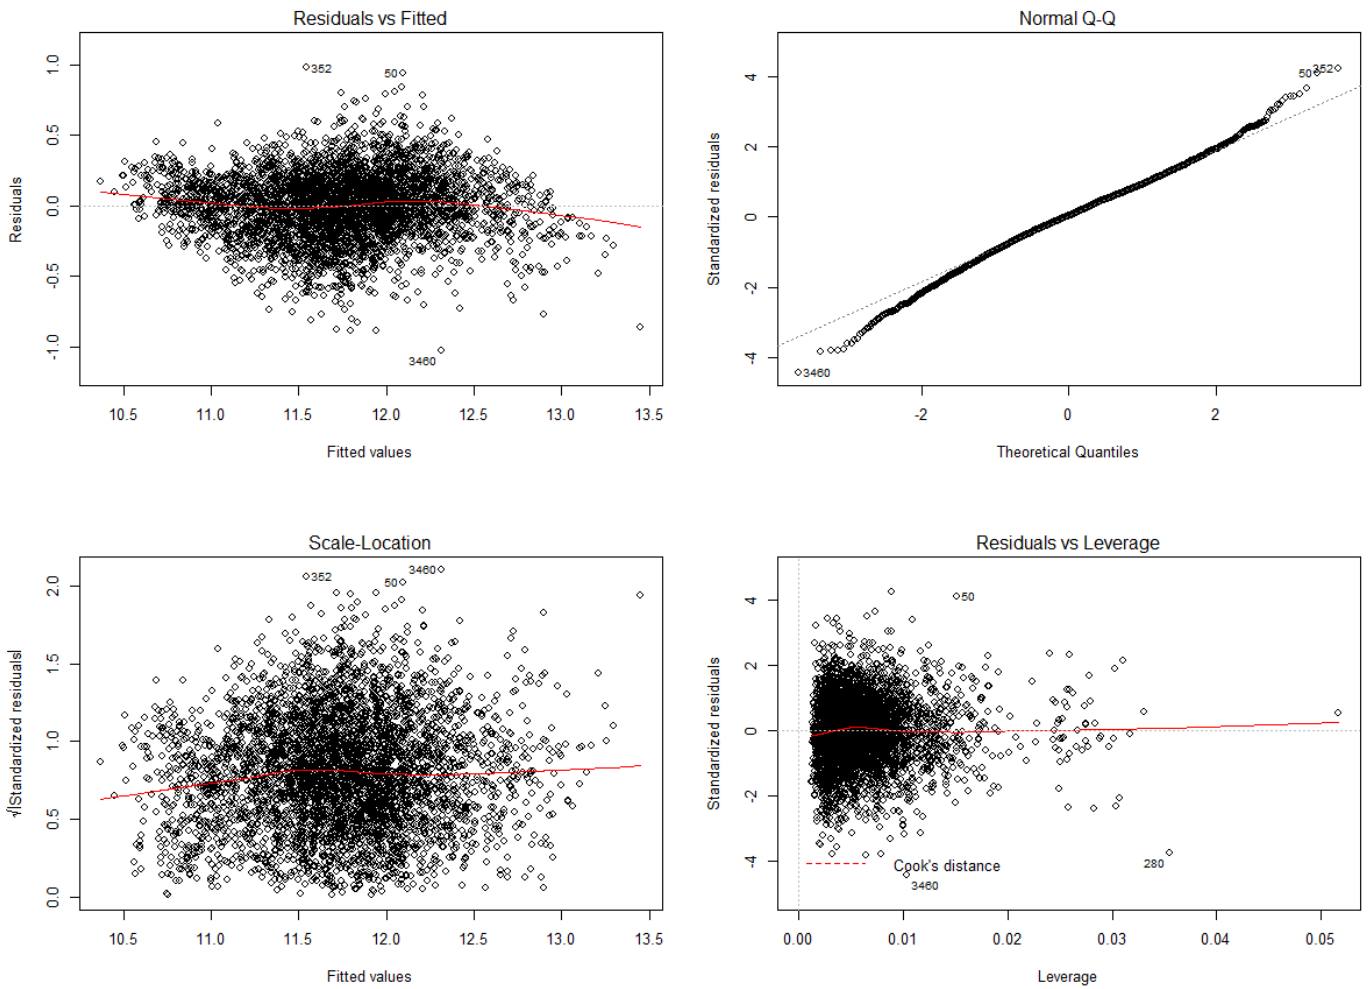 Residuals vs Fitted
Residuals
1.0
0.5
0.0
-0.5
-1.0
352
50
3460
10.5 11.0 11.5 12.0 12.5 13.0 13.5
Fitted values
Normal Q-Q
Standardized residuals
4
2
0
-2
-4
50
352
3460
-2 0 2
Theoretical Quantiles
Scale-Location
√|Standardized residuals|
2.0
1.5
1.0
0.5
0.0
352
50
3460
10.5 11.0 11.5 12.0 12.5 13.0 13.5
Fitted values
Residuals vs Leverage
Standardized residuals
4
2
0
-2
-4
50
280
Cook's distance
3460
0.00 0.01 0.02 0.03 0.04 0.05
Leverage